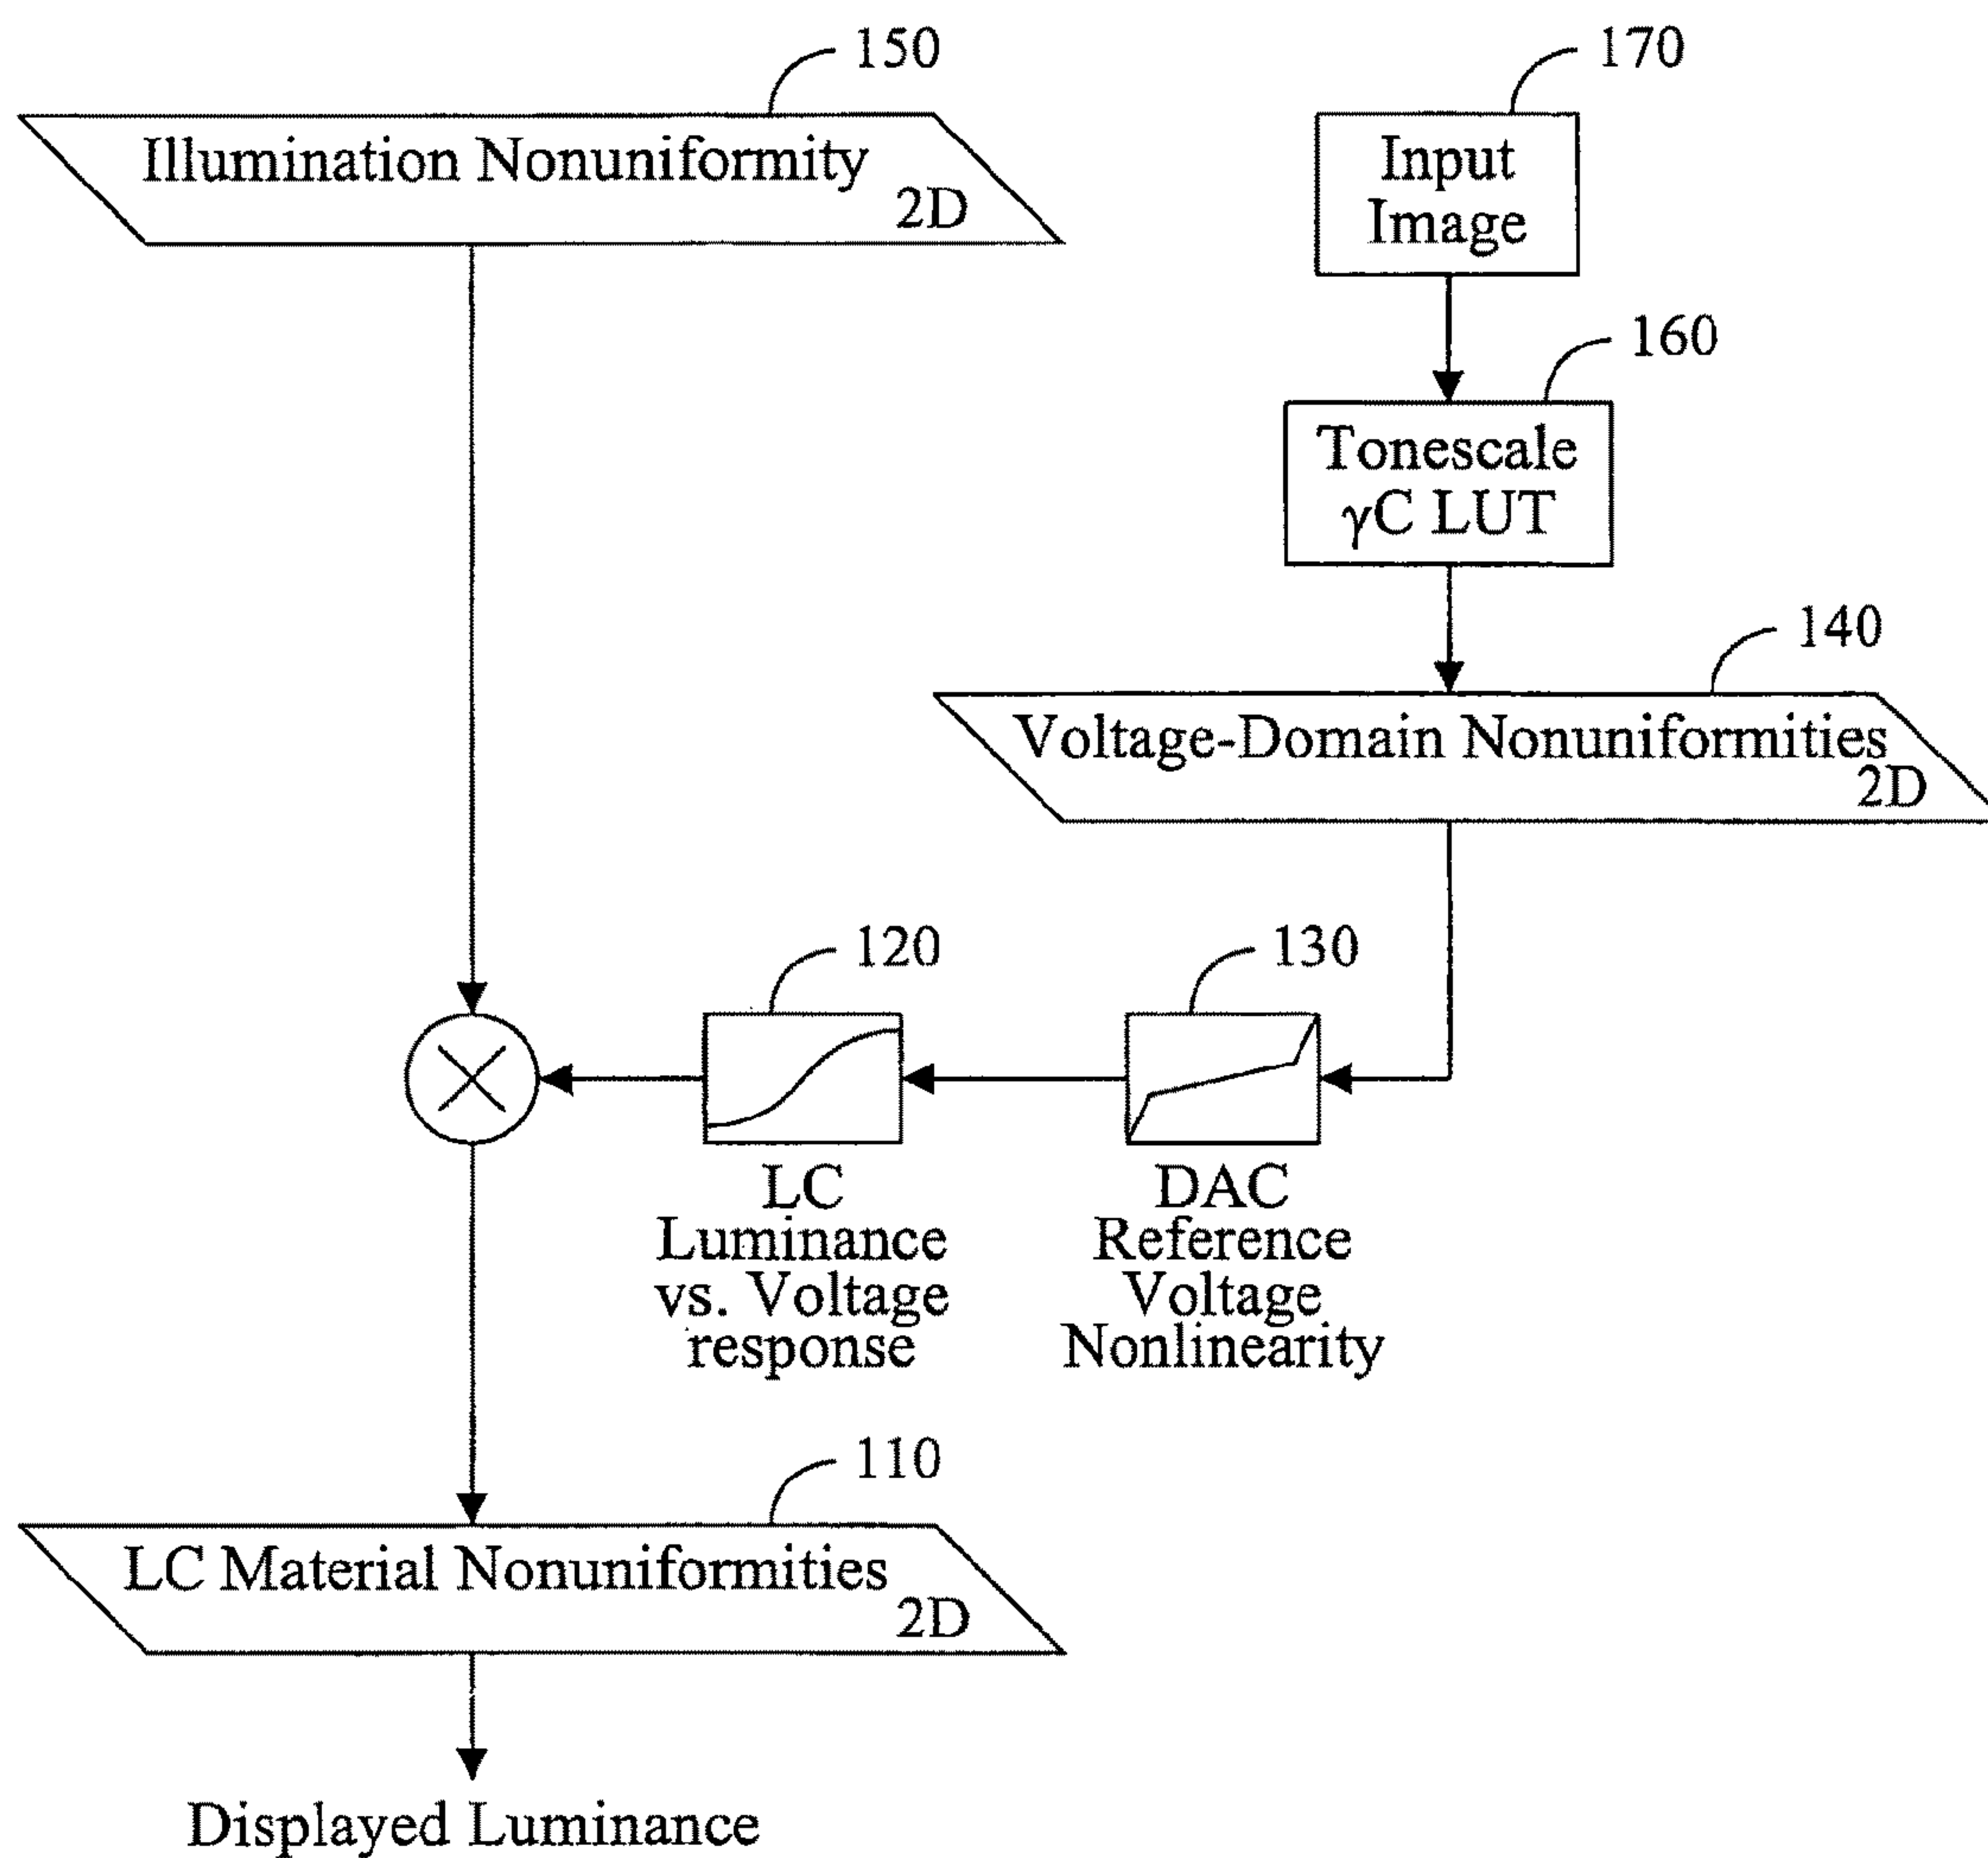 150
170
Illumination Nonuniformity
2D
Input
Image
160
Tonescale
γC LUT
140
Voltage-Domain Nonuniformities
2D
120
130
LC
Luminance
vs. Voltage
response
DAC
Reference
Voltage
Nonlinearity
110
LC Material Nonuniformities
2D
Displayed Luminance